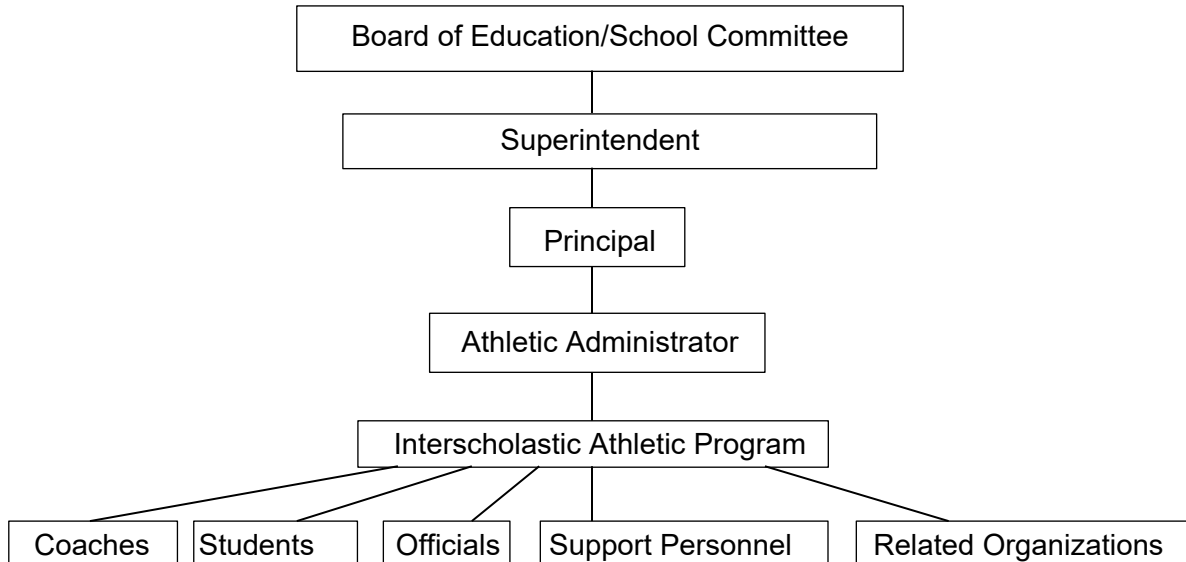 Board of Education/School Committee
Superintendent
Principal
Athletic Administrator
Interscholastic Athletic Program
Coaches
Students
Officials
Support Personnel
Related Organizations